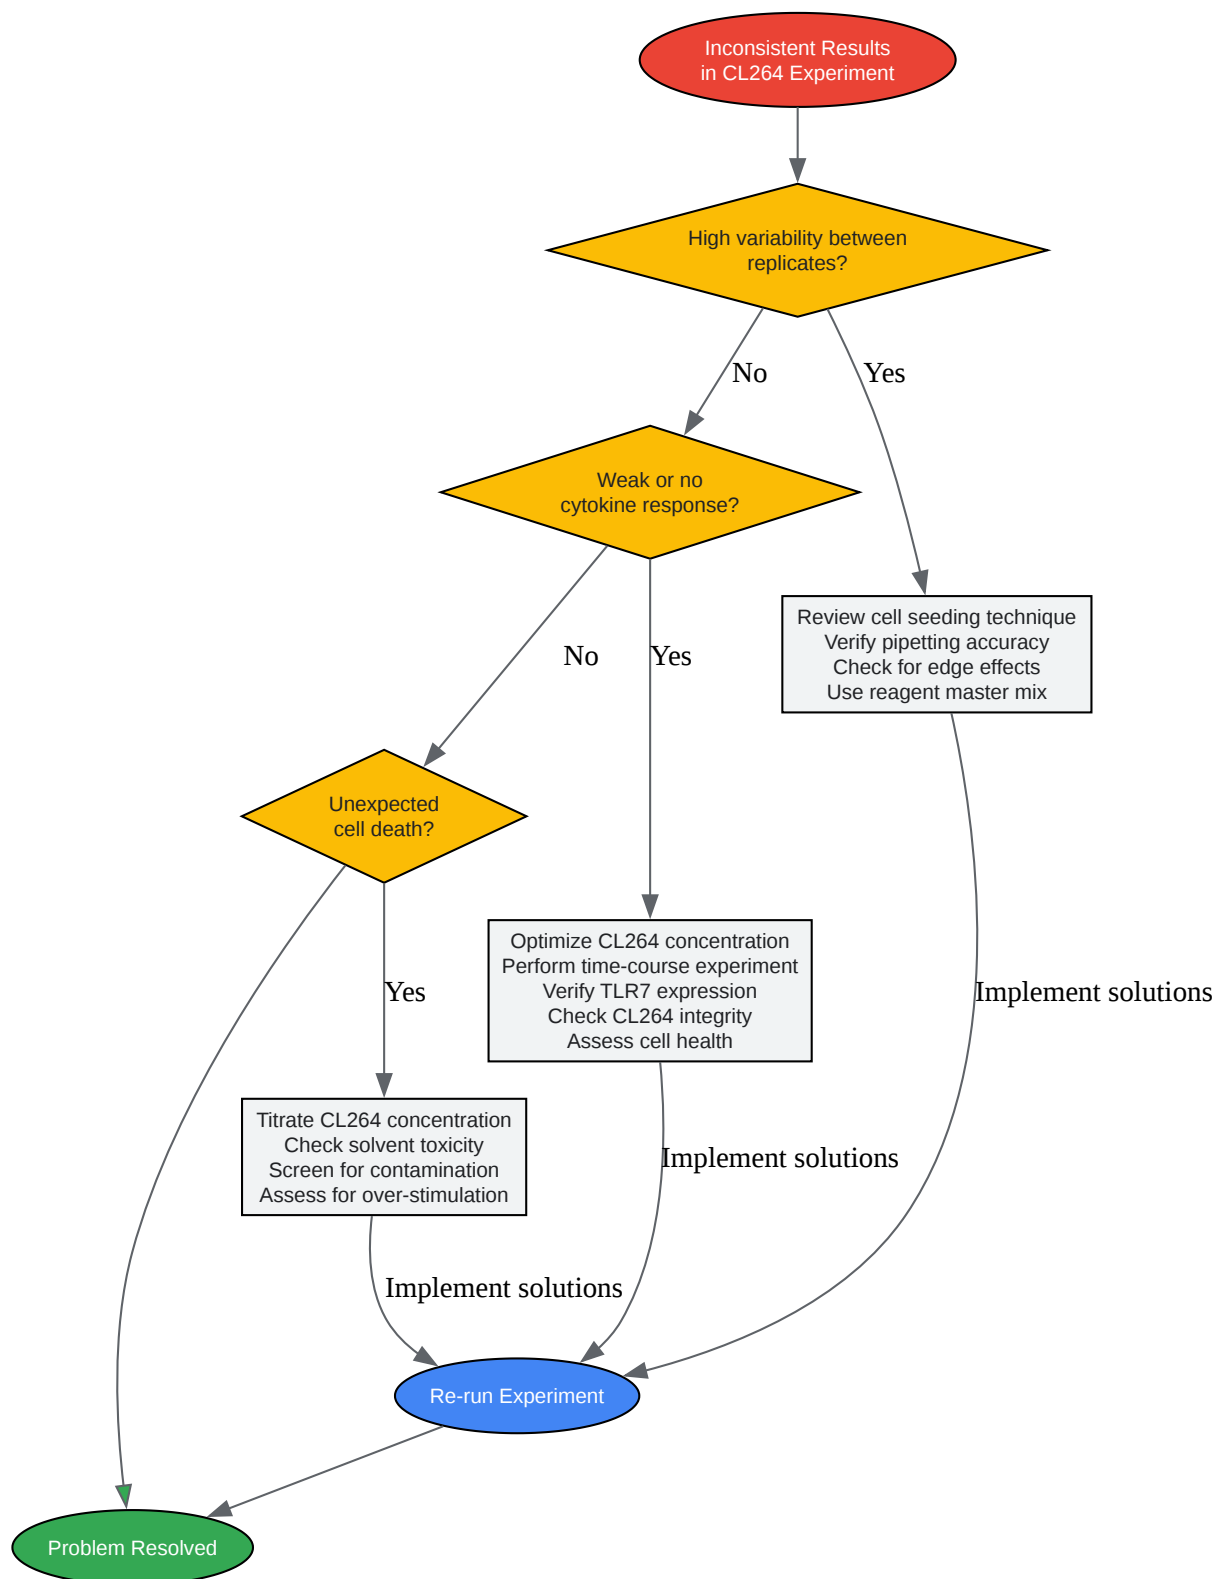 Inconsistent Results
in CL264 Experiment
High variability between
replicates?
No
Yes
Weak or no
cytokine response?
Review cell seeding technique
Verify pipetting accuracy
Check for edge effects
Use reagent master mix
No
Yes
Unexpected
cell death?
Optimize CL264 concentration
Perform time-course experiment
Verify TLR7 expression
Check CL264 integrity
Assess cell health
Yes
Implement solutions
Titrate CL264 concentration
Check solvent toxicity
Screen for contamination
Assess for over-stimulation
Implement solutions
Implement solutions
Re-run Experiment
Problem Resolved